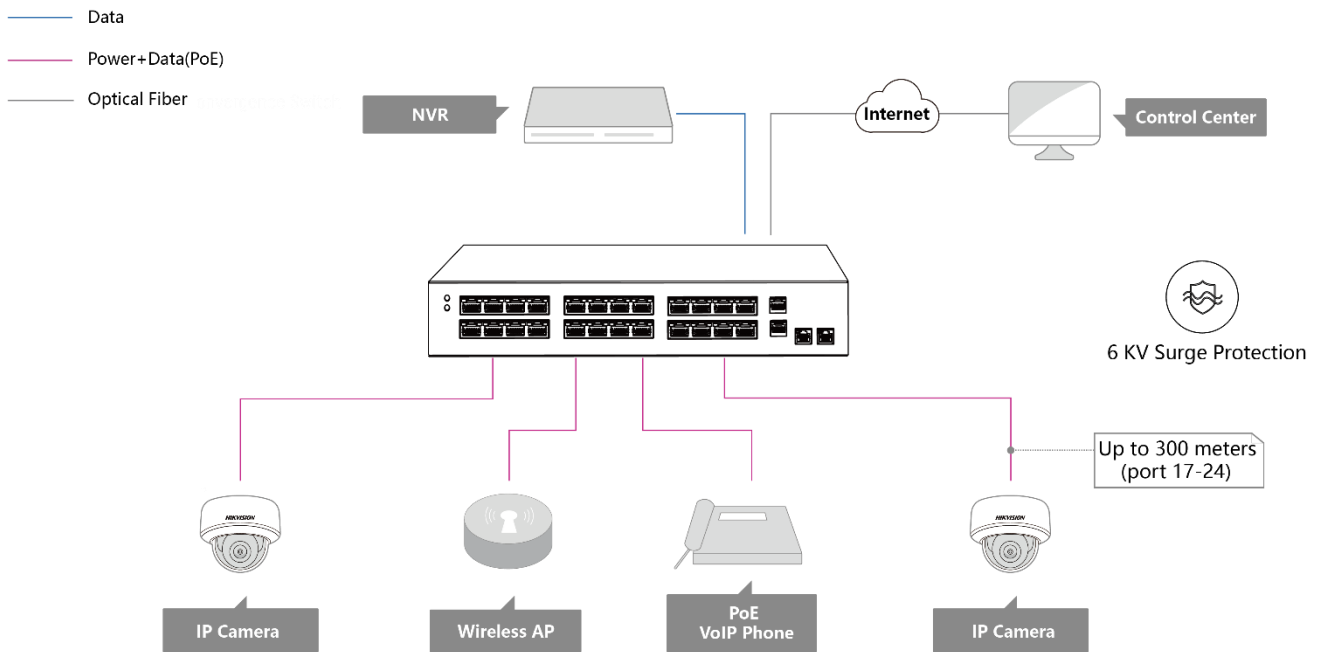 Data
Power+Data(PoE)
Optical Fiber
NVR
Internet
Control Center
6 KV Surge Protection
Up to 300 meters
(port 17-24)
HIKVISION
HIKVISION
IP Camera
Wireless AP
PoE
VoIP Phone
IP Camera